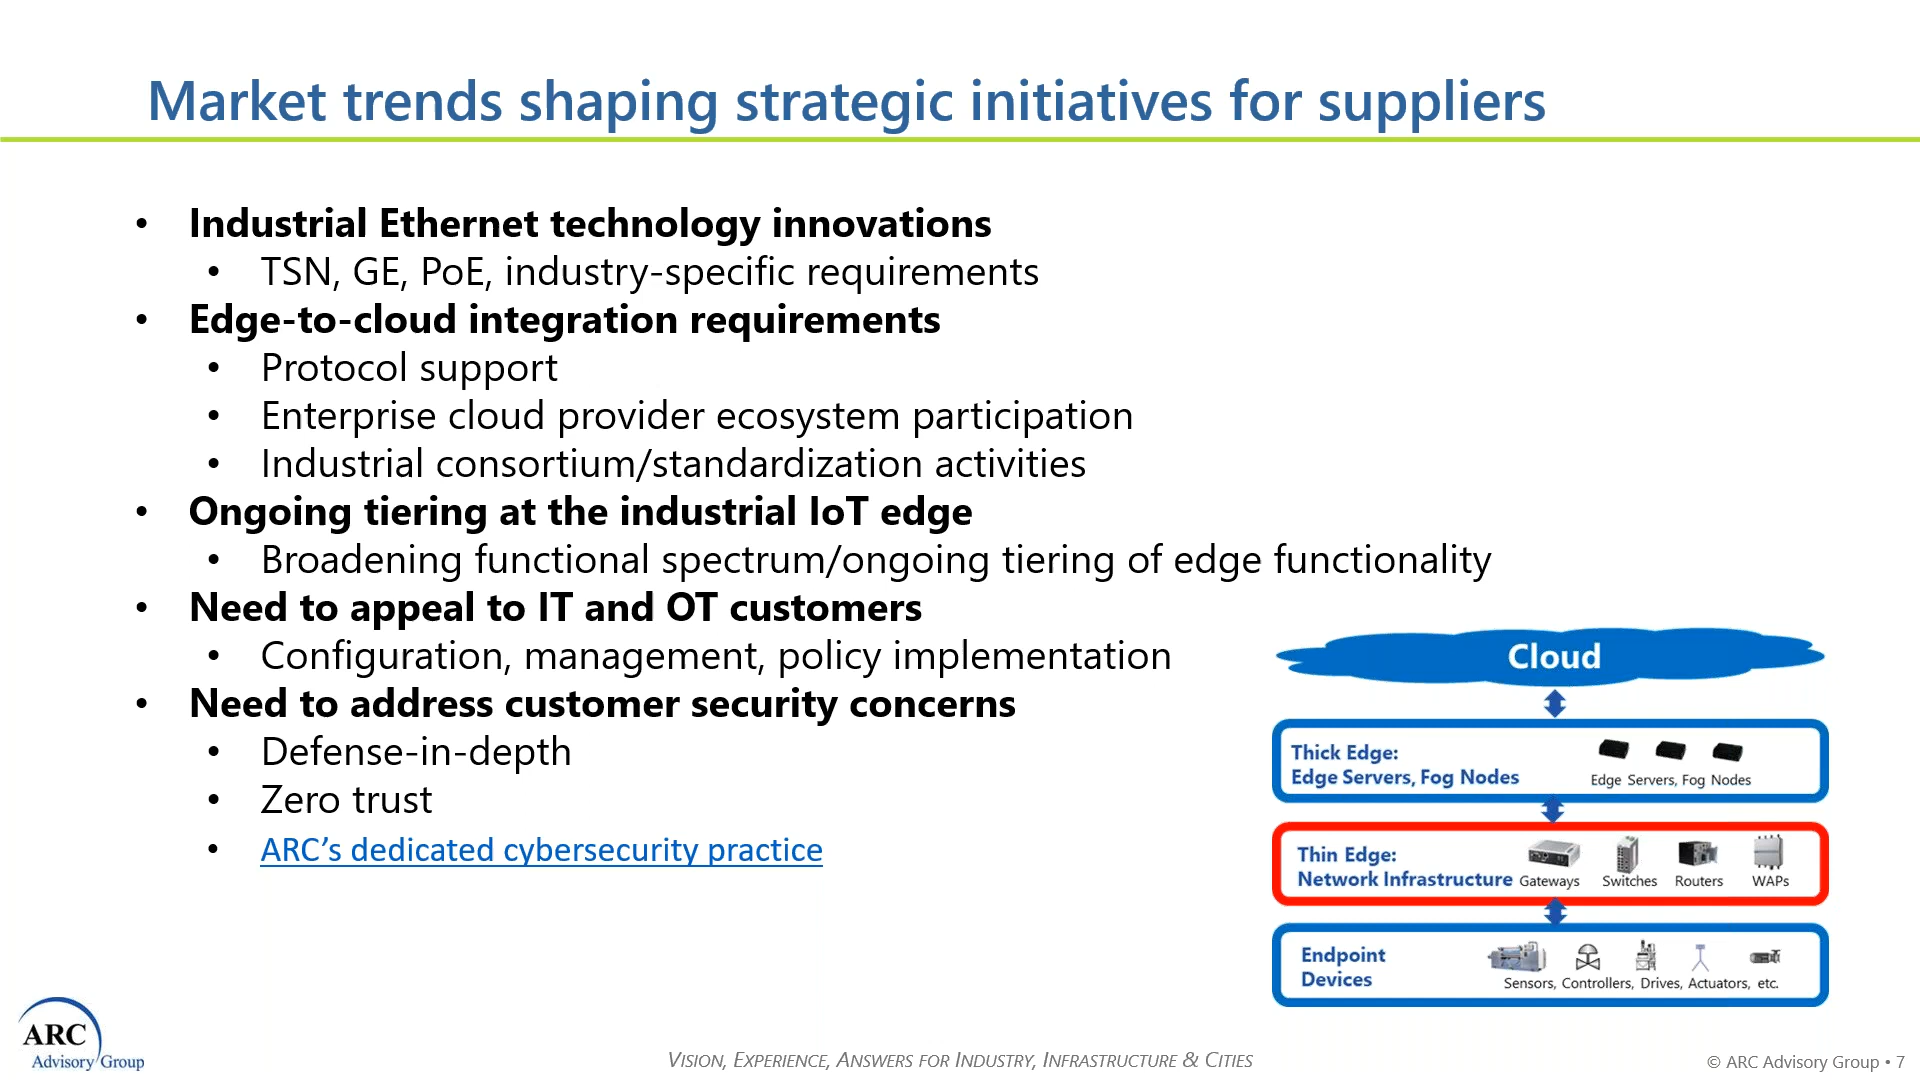 Market trends shaping strategic initiatives for suppliers
• Industrial Ethernet technology innovations
• TSN, GE, PoE, industry-specific requirements
• Edge-to-cloud integration requirements
• Protocol support
• Enterprise cloud provider ecosystem participation
• Industrial consortium/standardization activities
• Ongoing tiering at the industrial IoT edge
• Broadening functional spectrum/ongoing tiering of edge functionality
• Need to appeal to IT and OT customers
• Configuration, management, policy implementation
• Need to address customer security concerns
• Defense-in-depth
• Zero trust
• ARC’s dedicated cybersecurity practice
Cloud
Thick Edge:
Edge Servers, Fog Nodes
Edge Servers, Fog Nodes
Thin Edge:
Network Infrastructure
Gateways Switches Routers WAPs
Endpoint
Devices
Sensors, Controllers, Drives, Actuators, etc.
ARC
Advisory Group
Vision, Experience, Answers for Industry, Infrastructure & Cities
© ARC Advisory Group • 7